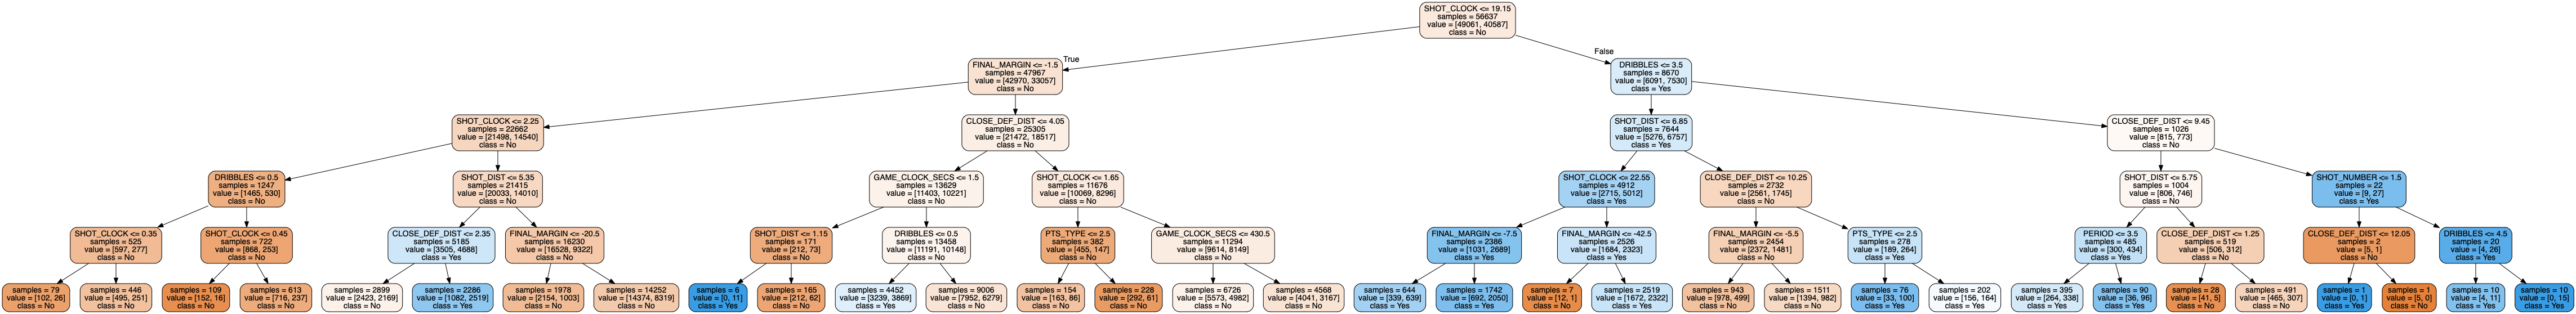 SHOT_CLOCK <= 19.15
samples = 56637
value = [49061, 40587]
class = No
True
False
FINAL_MARGIN <= -1.5
samples = 47967
value = [42970, 33057]
class = No
DRIBBLES <= 3.5
samples = 8670
value = [6091, 7530]
class = Yes
SHOT_CLOCK <= 2.25
samples = 22662
value = [21498, 14540]
class = No
CLOSE_DEF_DIST <= 4.05
samples = 25305
value = [21472, 18517]
class = No
SHOT_DIST <= 6.85
samples = 7644
value = [5276, 6757]
class = Yes
CLOSE_DEF_DIST <= 9.45
samples = 1026
value = [815, 773]
class = No
DRIBBLES <= 0.5
samples = 1247
value = [1465, 530]
class = No
SHOT_DIST <= 5.35
samples = 21415
value = [20033, 14010]
class = No
GAME_CLOCK_SECS <= 1.5
samples = 13629
value = [11403, 10221]
class = No
SHOT_CLOCK <= 1.65
samples = 11676
value = [10069, 8296]
class = No
SHOT_CLOCK <= 22.55
samples = 4912
value = [2715, 5012]
class = Yes
CLOSE_DEF_DIST <= 10.25
samples = 2732
value = [2561, 1745]
class = No
SHOT_DIST <= 5.75
samples = 1004
value = [806, 746]
class = No
SHOT_NUMBER <= 1.5
samples = 22
value = [9, 27]
class = Yes
SHOT_CLOCK <= 0.35
samples = 525
value = [597, 277]
class = No
SHOT_CLOCK <= 0.45
samples = 722
value = [868, 253]
class = No
CLOSE_DEF_DIST <= 2.35
samples = 5185
value = [3505, 4688]
class = Yes
FINAL_MARGIN <= -20.5
samples = 16230
value = [16528, 9322]
class = No
SHOT_DIST <= 1.15
samples = 171
value = [212, 73]
class = No
DRIBBLES <= 0.5
samples = 13458
value = [11191, 10148]
class = No
PTS_TYPE <= 2.5
samples = 382
value = [455, 147]
class = No
GAME_CLOCK_SECS <= 430.5
samples = 11294
value = [9614, 8149]
class = No
FINAL_MARGIN <= -7.5
samples = 2386
value = [1031, 2689]
class = Yes
FINAL_MARGIN <= -42.5
samples = 2526
value = [1684, 2323]
class = Yes
FINAL_MARGIN <= -5.5
samples = 2454
value = [2372, 1481]
class = No
PTS_TYPE <= 2.5
samples = 278
value = [189, 264]
class = Yes
PERIOD <= 3.5
samples = 485
value = [300, 434]
class = Yes
CLOSE_DEF_DIST <= 1.25
samples = 519
value = [506, 312]
class = No
CLOSE_DEF_DIST <= 12.05
samples = 2
value = [5, 1]
class = No
DRIBBLES <= 4.5
samples = 20
value = [4, 26]
class = Yes
samples = 79
value = [102, 26]
class = No
samples = 446
value = [495, 251]
class = No
samples = 109
value = [152, 16]
class = No
samples = 613
value = [716, 237]
class = No
samples = 2899
value = [2423, 2169]
class = No
samples = 2286
value = [1082, 2519]
class = Yes
samples = 1978
value = [2154, 1003]
class = No
samples = 14252
value = [14374, 8319]
class = No
samples = 6
value = [0, 11]
class = Yes
samples = 165
value = [212, 62]
class = No
samples = 4452
value = [3239, 3869]
class = Yes
samples = 9006
value = [7952, 6279]
class = No
samples = 154
value = [163, 86]
class = No
samples = 228
value = [292, 61]
class = No
samples = 6726
value = [5573, 4982]
class = No
samples = 4568
value = [4041, 3167]
class = No
samples = 644
value = [339, 639]
class = Yes
samples = 1742
value = [692, 2050]
class = Yes
samples = 7
value = [12, 1]
class = No
samples = 2519
value = [1672, 2322]
class = Yes
samples = 943
value = [978, 499]
class = No
samples = 1511
value = [1394, 982]
class = No
samples = 76
value = [33, 100]
class = Yes
samples = 202
value = [156, 164]
class = Yes
samples = 395
value = [264, 338]
class = Yes
samples = 90
value = [36, 96]
class = Yes
samples = 28
value = [41, 5]
class = No
samples = 491
value = [465, 307]
class = No
samples = 1
value = [0, 1]
class = Yes
samples = 1
value = [5, 0]
class = No
samples = 10
value = [4, 11]
class = Yes
samples = 10
value = [0, 15]
class = Yes